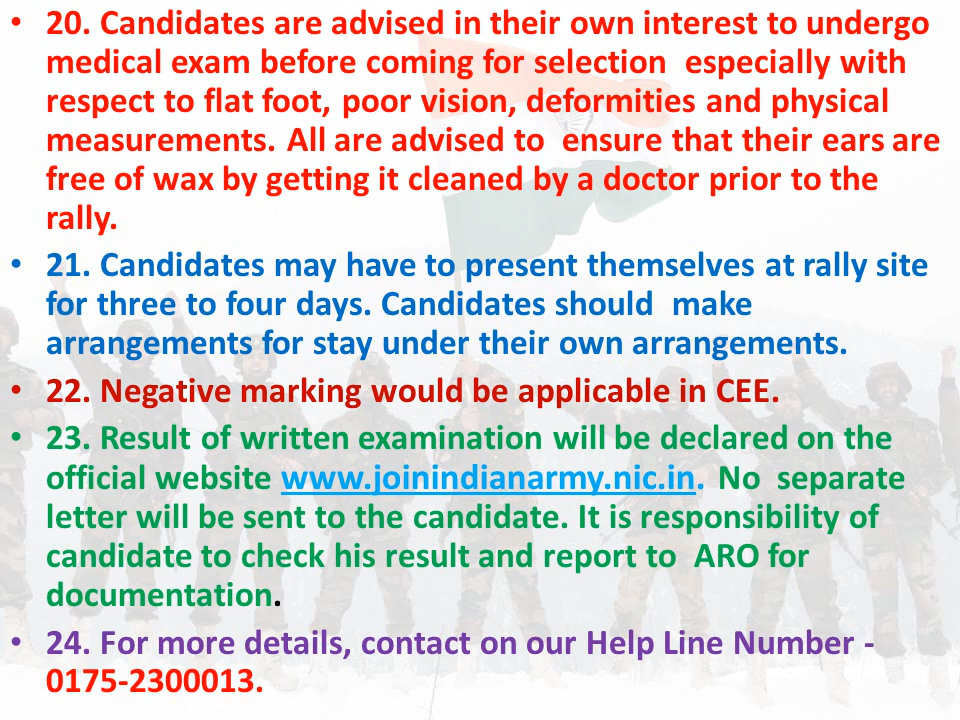 • 20. Candidates are advised in their own interest to undergo
medical exam before coming for selection  especially with
respect to flat foot, poor vision, deformities and physical
measurements. All are advised to  ensure that their ears are
free of wax by getting it cleaned by a doctor prior to the
rally.
• 21. Candidates may have to present themselves at rally site
for three to four days. Candidates should  make
arrangements for stay under their own arrangements.
• 22. Negative marking would be applicable in CEE.
• 23. Result of written examination will be declared on the
official website www.joinindianarmy.nic.in.  No  separate
letter will be sent to the candidate. It is responsibility of
candidate to check his result and report to  ARO for
documentation.
• 24. For more details, contact on our Help Line Number -
0175-2300013.